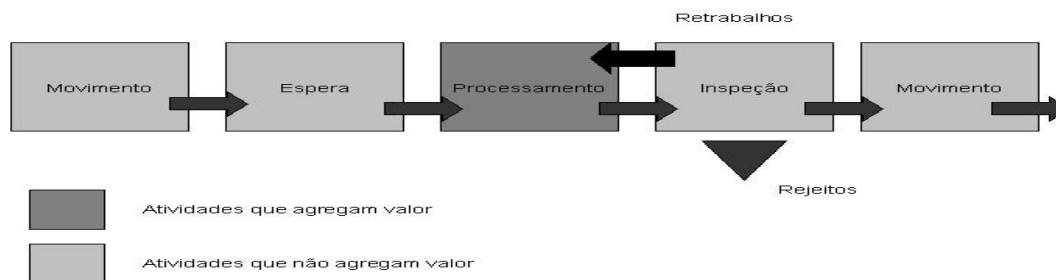 Retrabalhos
Movimento
Espera
Processamento
Inspeção
Movimento
Rejeitos
Atividades que agregam valor
Atividades que não agregam valor